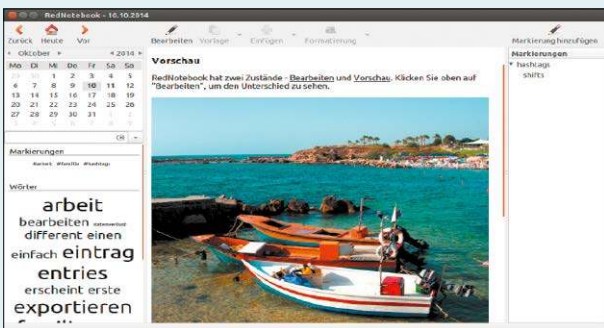 RedNotebook - 10.10.2014
Zurück Heute Vor
Bearbeiten Vorlage Einfügen Formatierung
Markierung hinzufügen
Oktober 2014
Mo Di Mi Do Fr Sa So
29 30 1 2 3 4 5
6 7 8 9 10 11 12
13 14 15 16 17 18 19
20 21 22 23 24 25 26
27 28 29 30 31
Markierungen
#hashtags
Wörter
arbeit
bearbeiten
different einen
einfach eintrag
entries
erscheint erste
exportieren
Vorschau
RedNotebook hat zwei Zustände - Bearbeiten und Vorschau. Klicken Sie oben auf
"Bearbeiten", um den Unterschied zu sehen.
Markierungen
hashtags
shifts